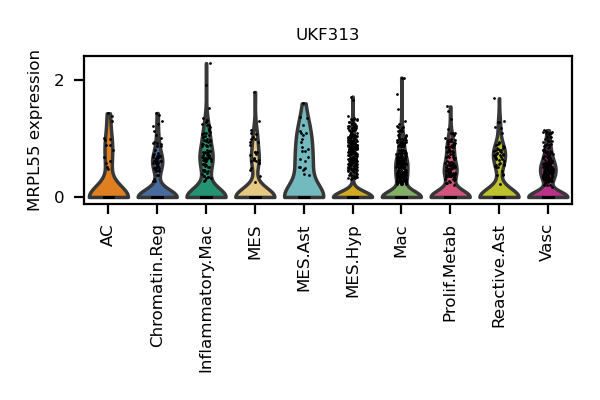 UKF313
MRPL55 expression
2
0
AC
Chromatin.Reg
Inflammatory.Mac
MES
MES.Ast
MES.Hyp
Mac
Prolif.Metab
Reactive.Ast
Vasc